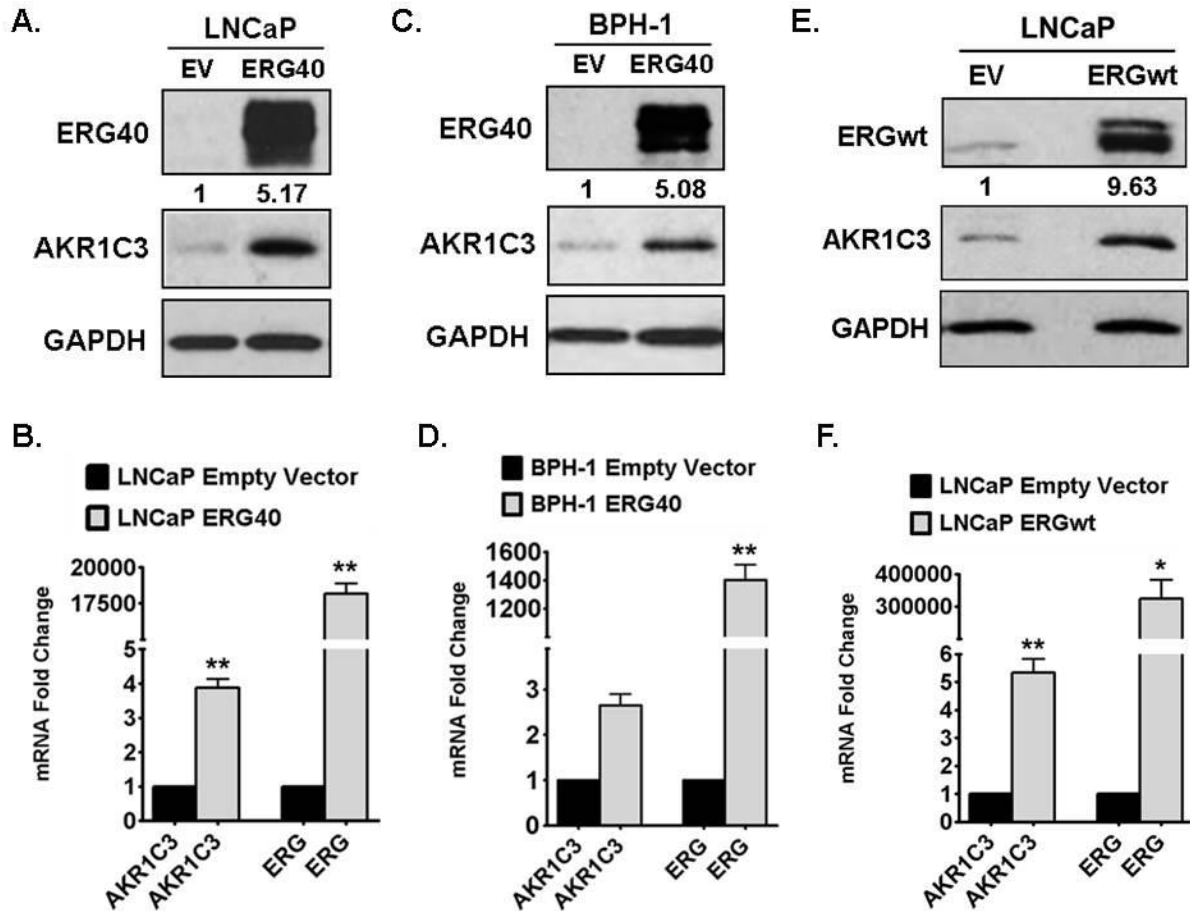 A.
LNCaP
EV ERG40
ERG40
1 5.17
AKR1C3
GAPDH
C.
BPH-1
EV ERG40
ERG40
1 5.08
AKR1C3
GAPDH
E.
LNCaP
EV ERGwt
ERGwt
1 9.63
AKR1C3
GAPDH
B.
LNCaP Empty Vector
LNCaP ERG40
mRNA Fold Change
20000
17500
5
4
3
2
1
0
**
**
AKR1C3
AKR1C3
ERG
ERG
D.
BPH-1 Empty Vector
BPH-1 ERG40
mRNA Fold Change
1600
1400
1200
3
2
1
0
**
AKR1C3
AKR1C3
ERG
ERG
F.
LNCaP Empty Vector
LNCaP ERGwt
mRNA Fold Change
400000
300000
6
5
4
3
2
1
0
**
*
AKR1C3
AKR1C3
ERG
ERG